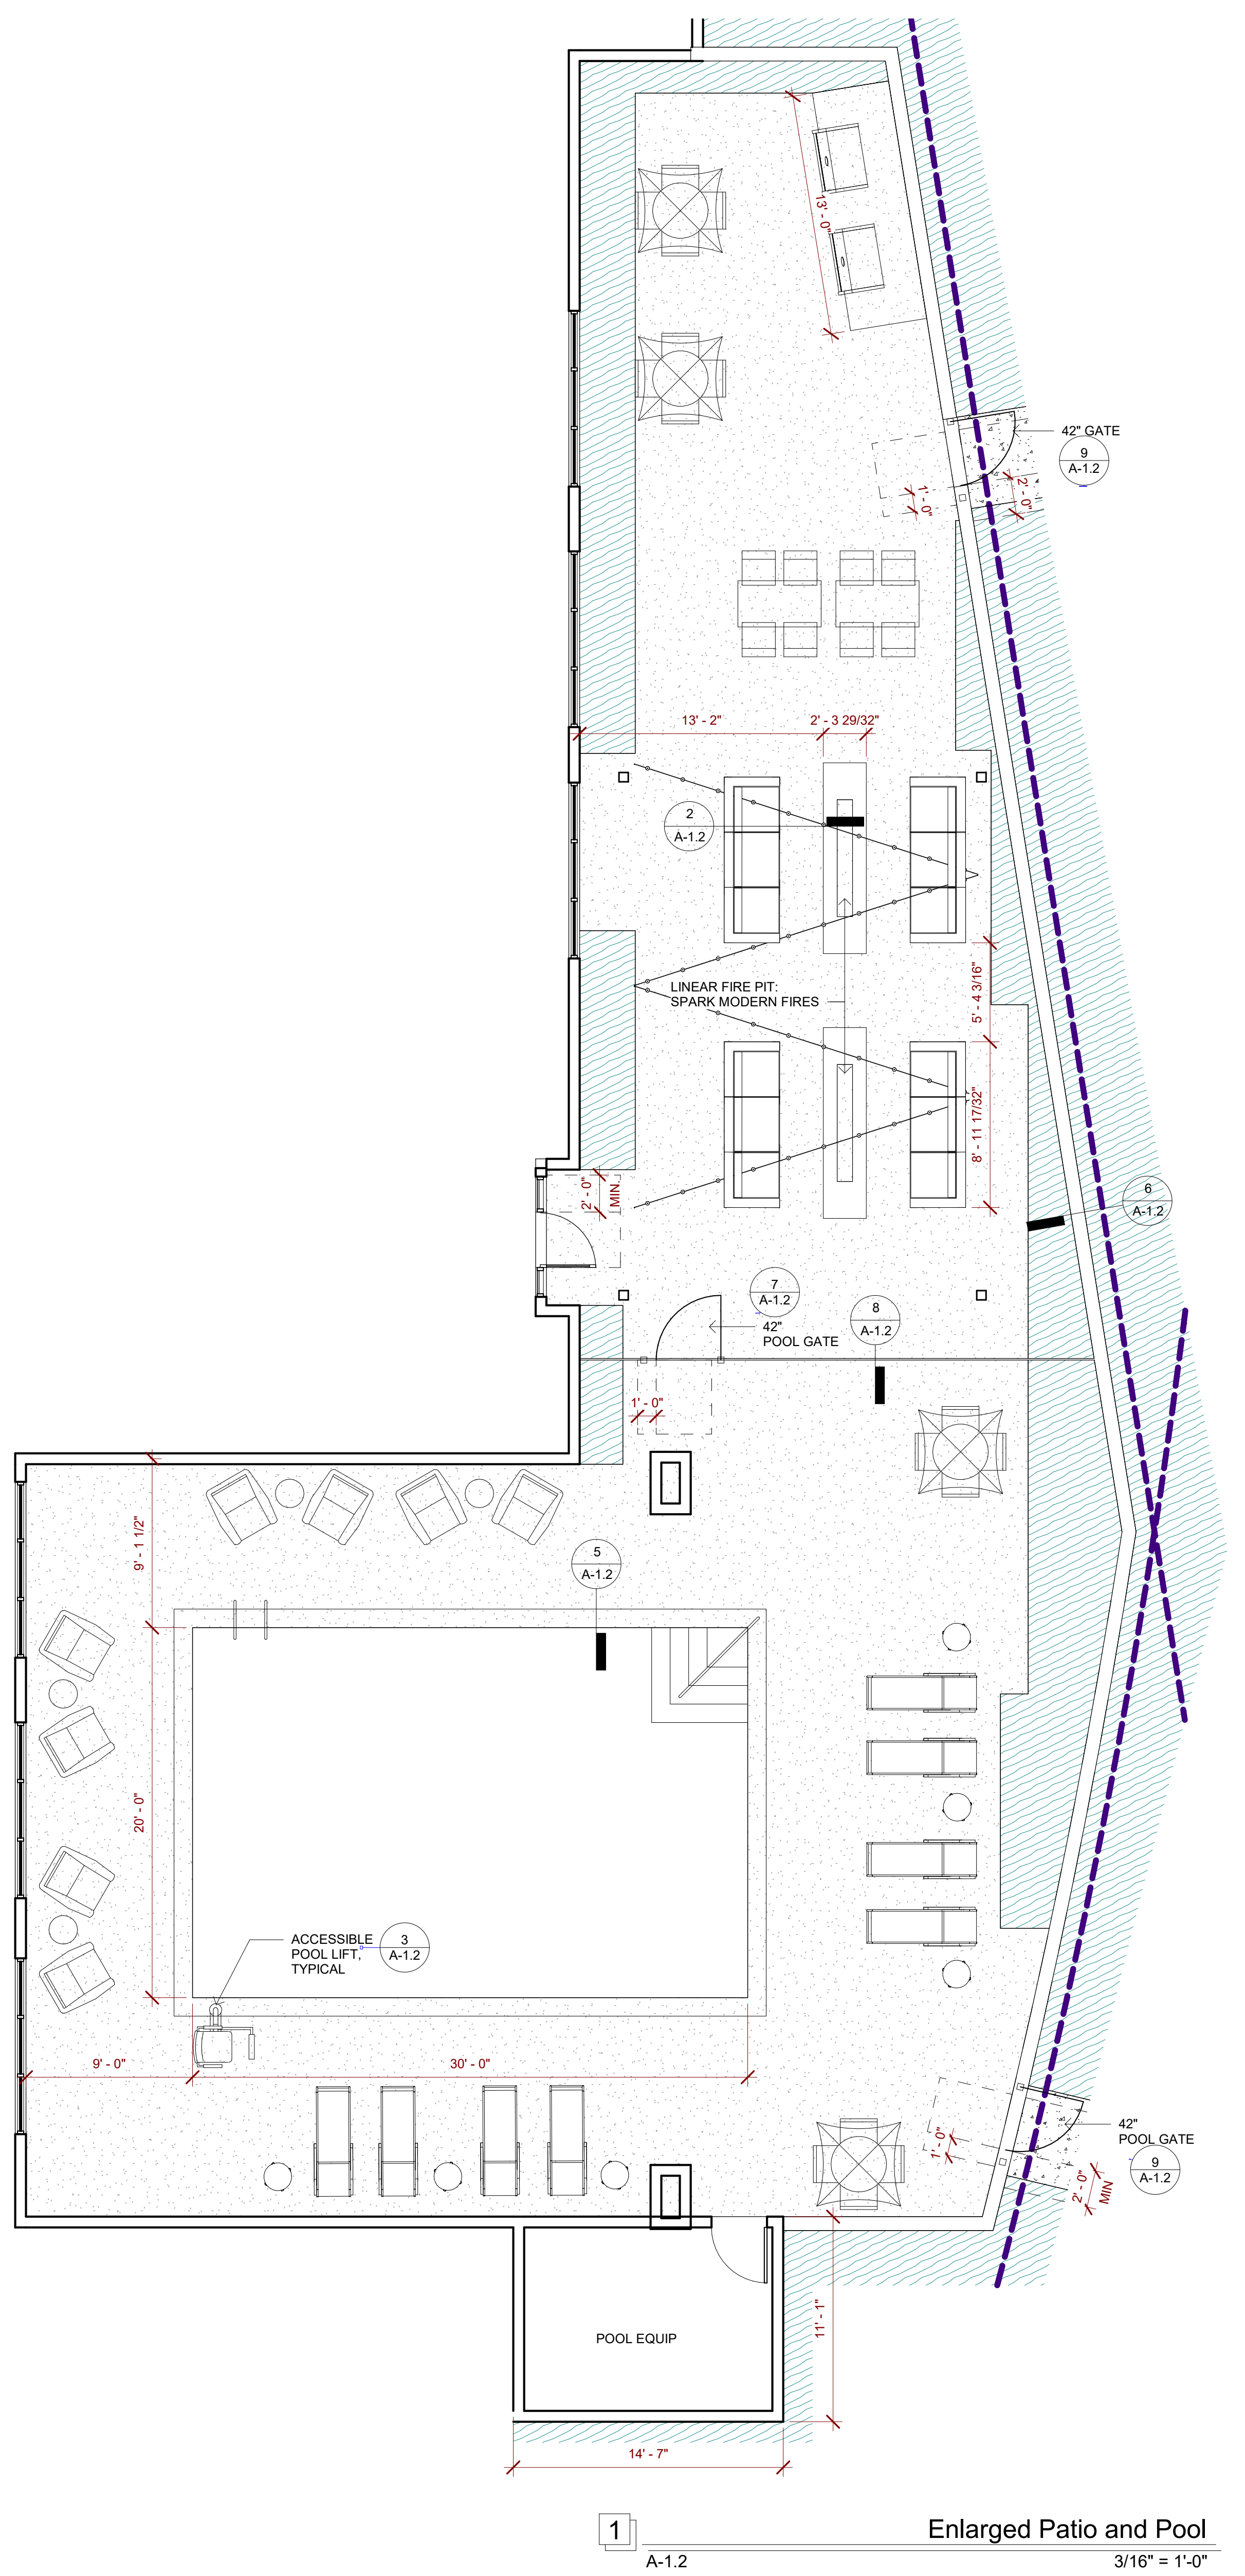 13' - 0"
42" GATE
9
A-1.2
1' - 0"
2' - 0"
13' - 2"
2' - 3 29/32"
2
A-1.2
LINEAR FIRE PIT:
SPARK MODERN FIRES
5' - 4 3/16"
8' - 11 17/32"
2' - 0"
MIN.
6
A-1.2
7
A-1.2
42"
POOL GATE
8
A-1.2
1' - 0"
9' - 1 1/2"
5
A-1.2
20' - 0"
ACCESSIBLE
POOL LIFT,
TYPICAL
3
A-1.2
9' - 0"
30' - 0"
1' - 0"
42"
POOL GATE
9
A-1.2
2' - 0"
MIN
11' - 1"
POOL EQUIP
14' - 7"
1
Enlarged Patio and Pool
A-1.2
3/16" = 1'-0"